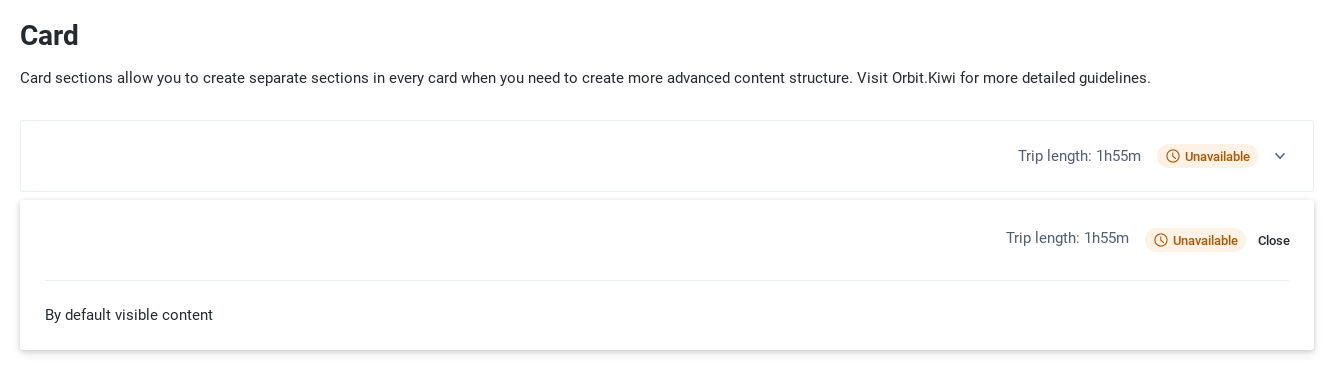 Card
Card sections allow you to create separate sections in every card when you need to create more advanced content structure. Visit Orbit.Kiwi for more detailed guidelines.
Trip length: 1h55m Unavailable
Trip length: 1h55m Unavailable Close
By default visible content